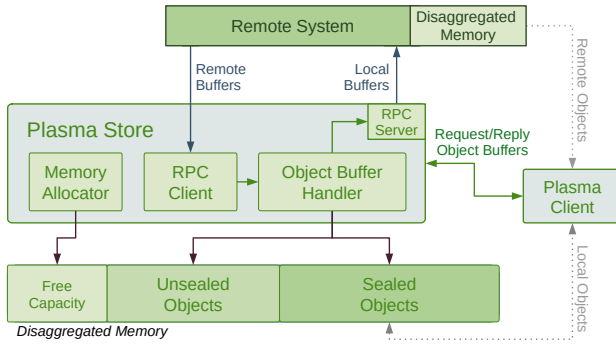 Remote System
Disaggregated
Memory
Remote
Buffers
Local
Buffers
Remote Objects
Plasma Store
RPC
Server
Request/Reply
Object Buffers
Memory
Allocator
RPC
Client
Object Buffer
Handler
Plasma
Client
Free
Capacity
Unsealed
Objects
Sealed
Objects
Local Objects
Disaggregated Memory